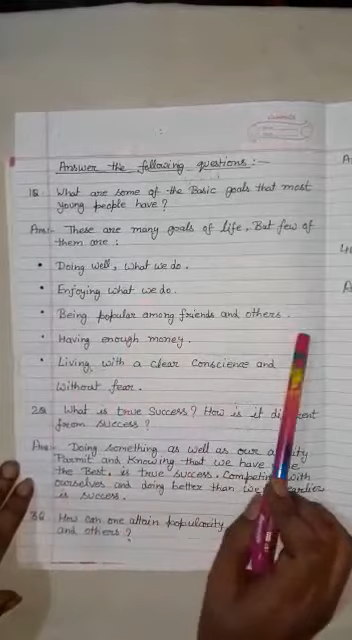 Answer the following questions :-
1Q. What are some of the Basic goals that most
young people have?
Ans:- These are many goals of life, But few of
them are :
• Doing well, what we do.
• Enjoying what we do.
• Being popular among friends and others.
• Having enough money.
• Living with a clear conscience and
without fear.
2Q What is true success? How is it
from success?
Ans:- Doing something as well as our
Permit and Knowing that we have
the Best, is true success. with
ourselves and doing better than we earlier
is success.
3Q How can one attain popularity
and others?